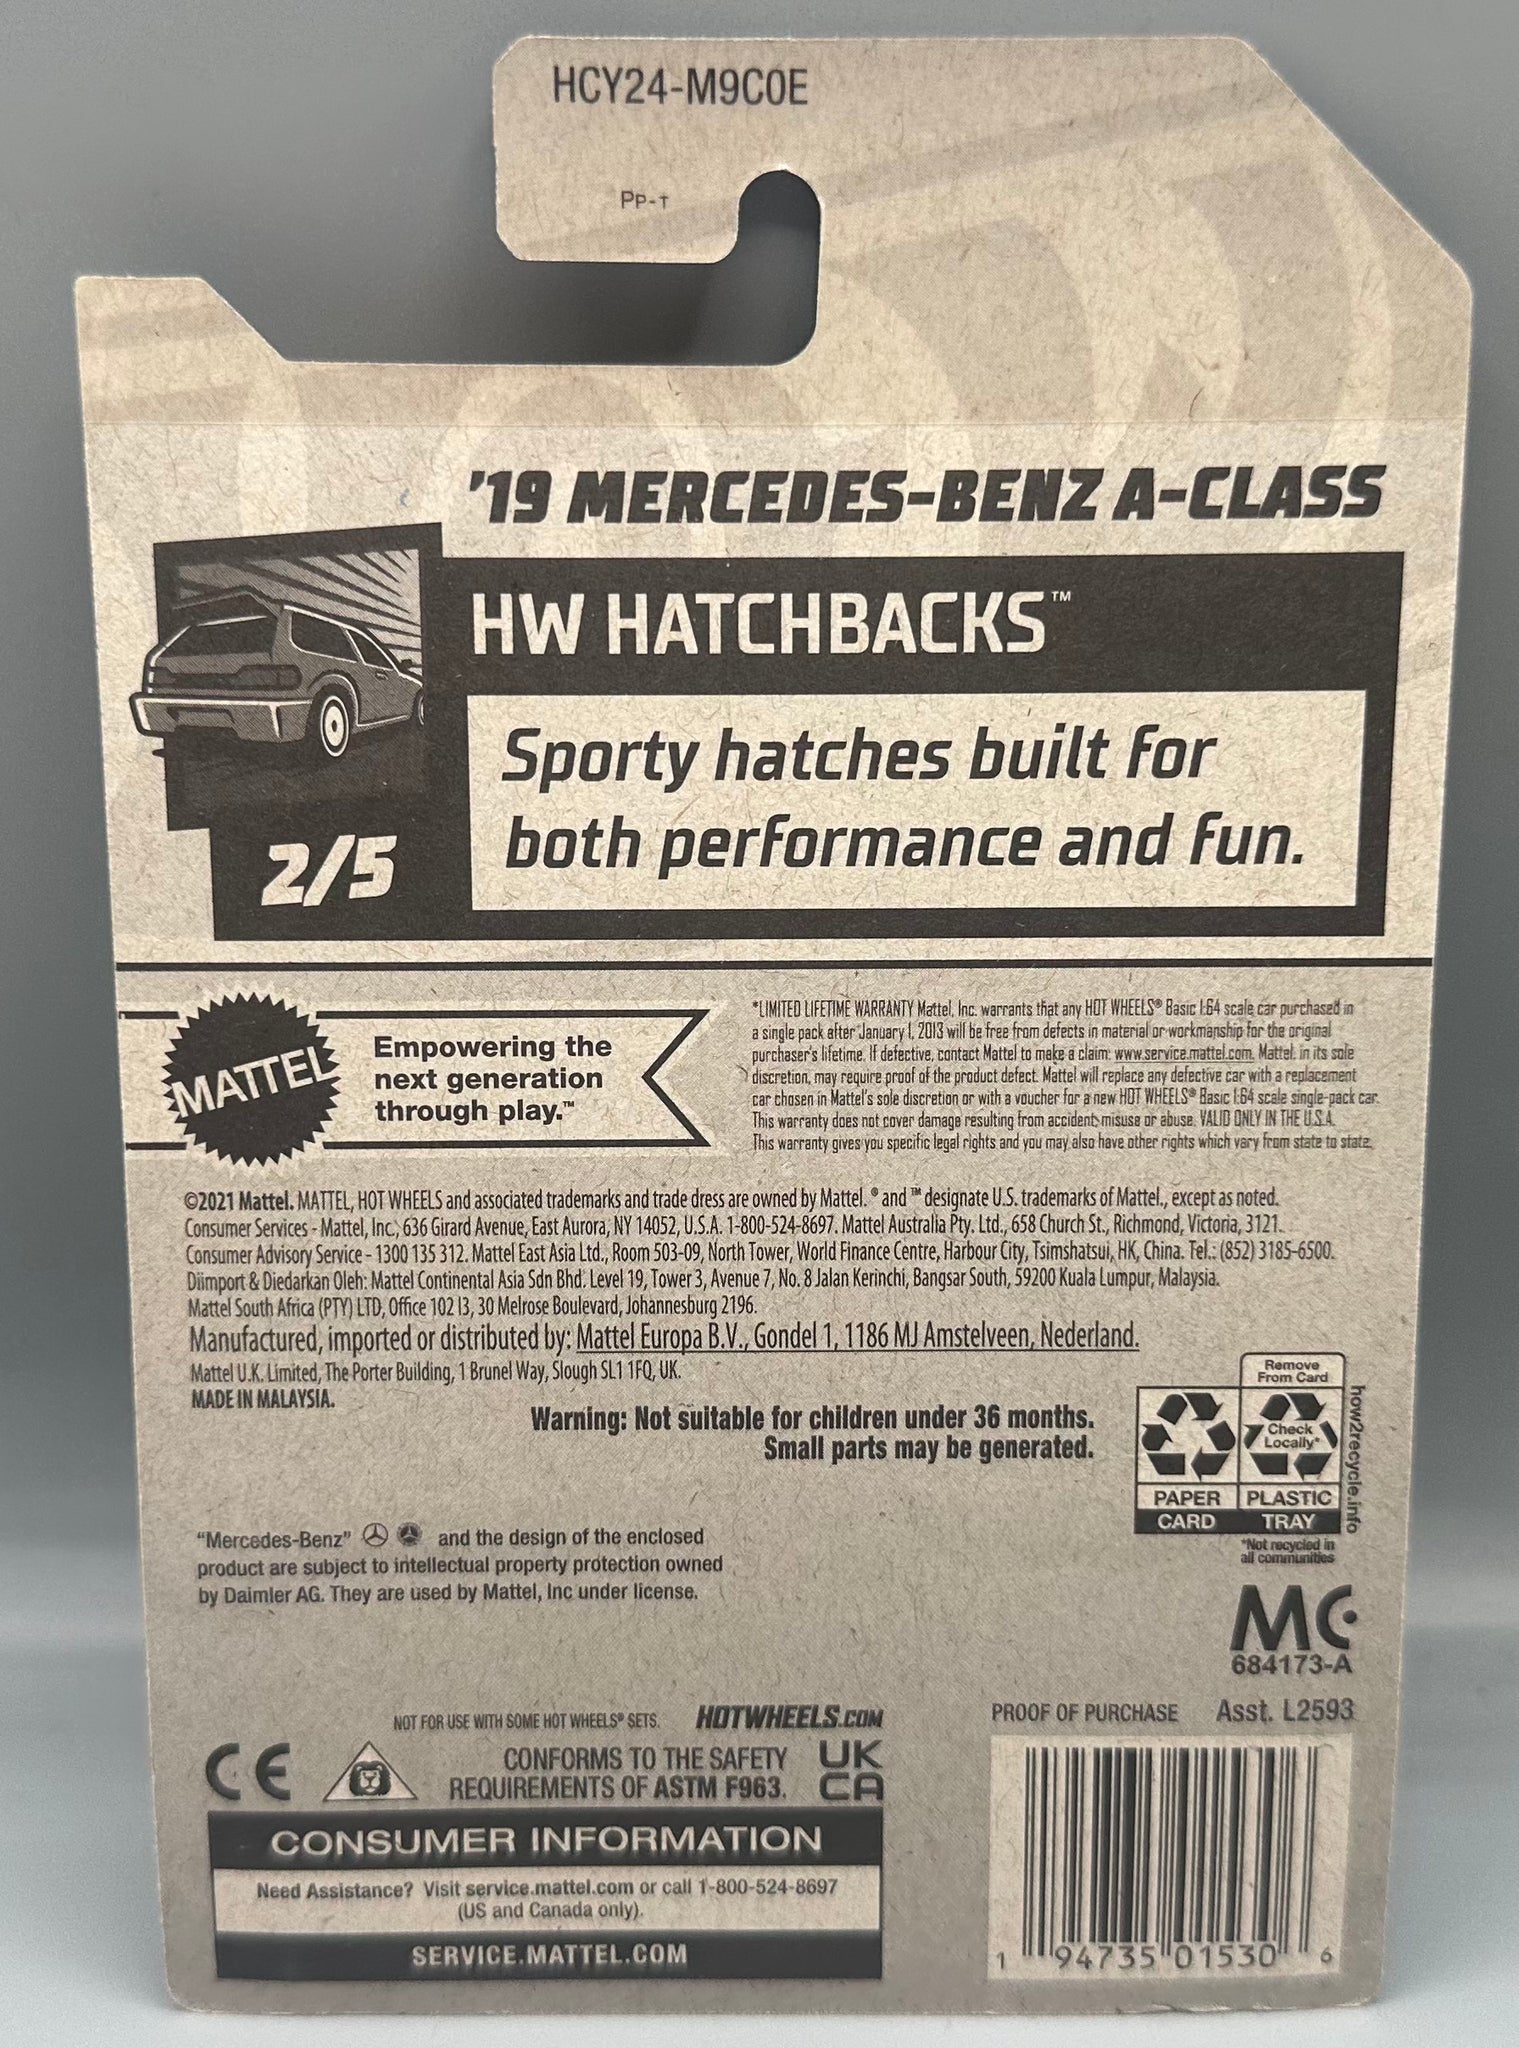 HCY24-M9C0E
PP-T
'19 MERCEDES-BENZ A-CLASS
HW HATCHBACKS™
Sporty hatches built for
both performance and fun.
2/5
MATTEL
Empowering the
next generation
through play.™
*LIMITED LIFETIME WARRANTY Mattel, Inc. warrants that any HOT WHEELS® Basic 1:64 scale car purchased in
a single pack after January 1, 2013 will be free from defects in material or workmanship for the original
purchaser's lifetime. If defective, contact Mattel to make a claim: www.service.mattel.com. Mattel, in its sole
discretion, may require proof of the product defect. Mattel will replace any defective car with a replacement
car chosen in Mattel's sole discretion or with a voucher for a new HOT WHEELS® Basic 1:64 scale single-pack car.
This warranty does not cover damage resulting from accident, misuse or abuse. VALID ONLY IN THE U.S.A.
This warranty gives you specific legal rights and you may also have other rights which vary from state to state.
©2021 Mattel. MATTEL, HOT WHEELS and associated trademarks and trade dress are owned by Mattel. ® and ™ designate U.S. trademarks of Mattel., except as noted.
Consumer Services - Mattel, Inc., 636 Girard Avenue, East Aurora, NY 14052, U.S.A. 1-800-524-8697. Mattel Australia Pty. Ltd., 658 Church St., Richmond, Victoria, 3121.
Consumer Advisory Service - 1300 135 312. Mattel East Asia Ltd., Room 503-09, North Tower, World Finance Centre, Harbour City, Tsimshatsui, HK, China. Tel.: (852) 3185-6500.
Diimport & Diedarkan Oleh: Mattel Continental Asia Sdn Bhd. Level 19, Tower 3, Avenue 7, No. 8 Jalan Kerinchi, Bangsar South, 59200 Kuala Lumpur, Malaysia.
Mattel South Africa (PTY) LTD, Office 102 I3, 30 Melrose Boulevard, Johannesburg 2196.
Manufactured, imported or distributed by: Mattel Europa B.V., Gondel 1, 1186 MJ Amstelveen, Nederland.
Mattel U.K. Limited, The Porter Building, 1 Brunel Way, Slough SL1 1FQ, UK.
MADE IN MALAYSIA.
Warning: Not suitable for children under 36 months.
Small parts may be generated.
Remove
From Card
Check
Locally*
PAPER
CARD
PLASTIC
TRAY
how2recycle.info
*Not recycled in
all communities
"Mercedes-Benz" and the design of the enclosed
product are subject to intellectual property protection owned
by Daimler AG. They are used by Mattel, Inc under license.
MC
684173-A
NOT FOR USE WITH SOME HOT WHEELS® SETS. HOTWHEELS.COM
PROOF OF PURCHASE Asst. L2593
CE
CONFORMS TO THE SAFETY
REQUIREMENTS OF ASTM F963.
UK
CA
CONSUMER INFORMATION
Need Assistance? Visit service.mattel.com or call 1-800-524-8697
(US and Canada only).
SERVICE.MATTEL.COM
1 94735 01530 6